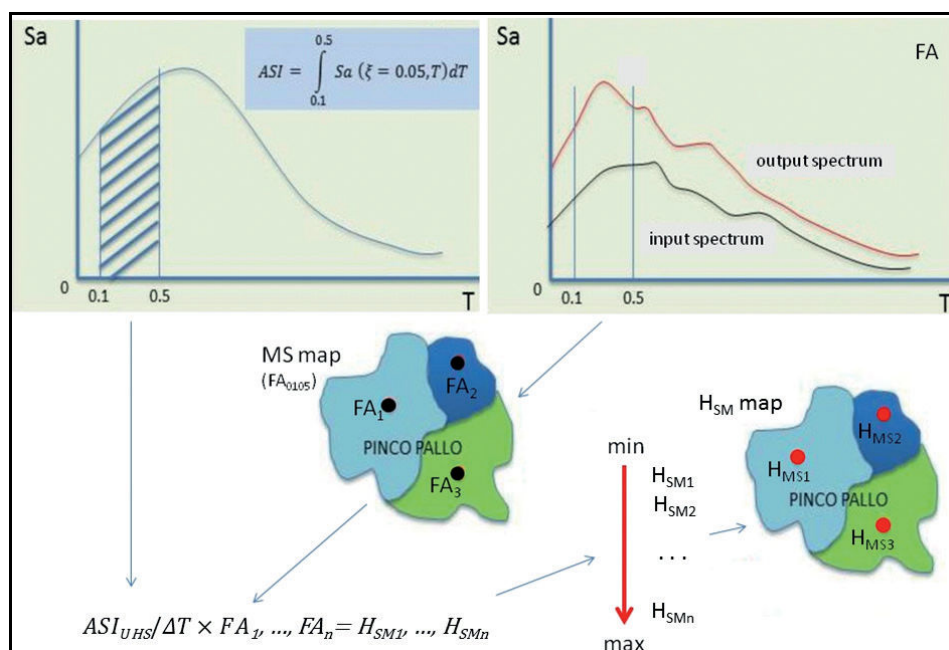 Sa
ASI = ∫ 0.1 0.5 Sa (ξ = 0.05, T)dT
0
0.1
0.5
T
Sa
FA
output spectrum
input spectrum
0
0.1
0.5
T
MS map
(FA0105)
FA1
FA2
PINCO PALLO
FA3
HSM map
HMS2
HMS1
PINCO PALLO
HMS3
min
HSM1
HSM2
...
HSMn
max
ASIUHS/ΔT × FA1, ..., FAn= HSM1, ..., HSMn